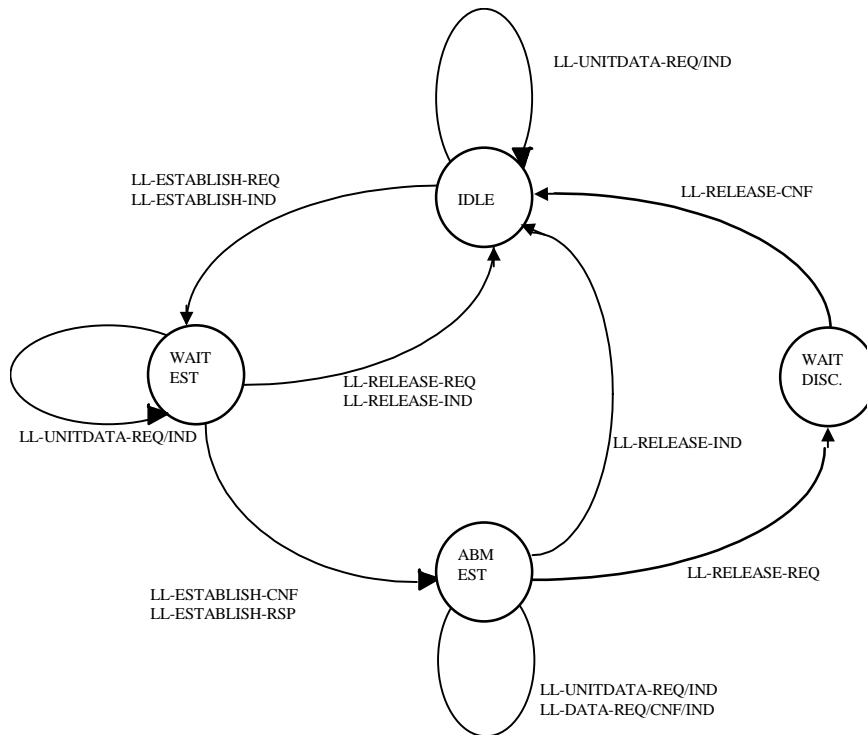 LL-UNITDATA-REQ/IND
LL-ESTABLISH-REQ
LL-ESTABLISH-IND
IDLE
LL-RELEASE-CNF
WAIT
EST
WAIT
DISC.
LL-RELEASE-REQ
LL-RELEASE-IND
LL-UNITDATA-REQ/IND
LL-RELEASE-IND
ABM
EST
LL-RELEASE-REQ
LL-ESTABLISH-CNF
LL-ESTABLISH-RSP
LL-UNITDATA-REQ/IND
LL-DATA-REQ/CNF/IND